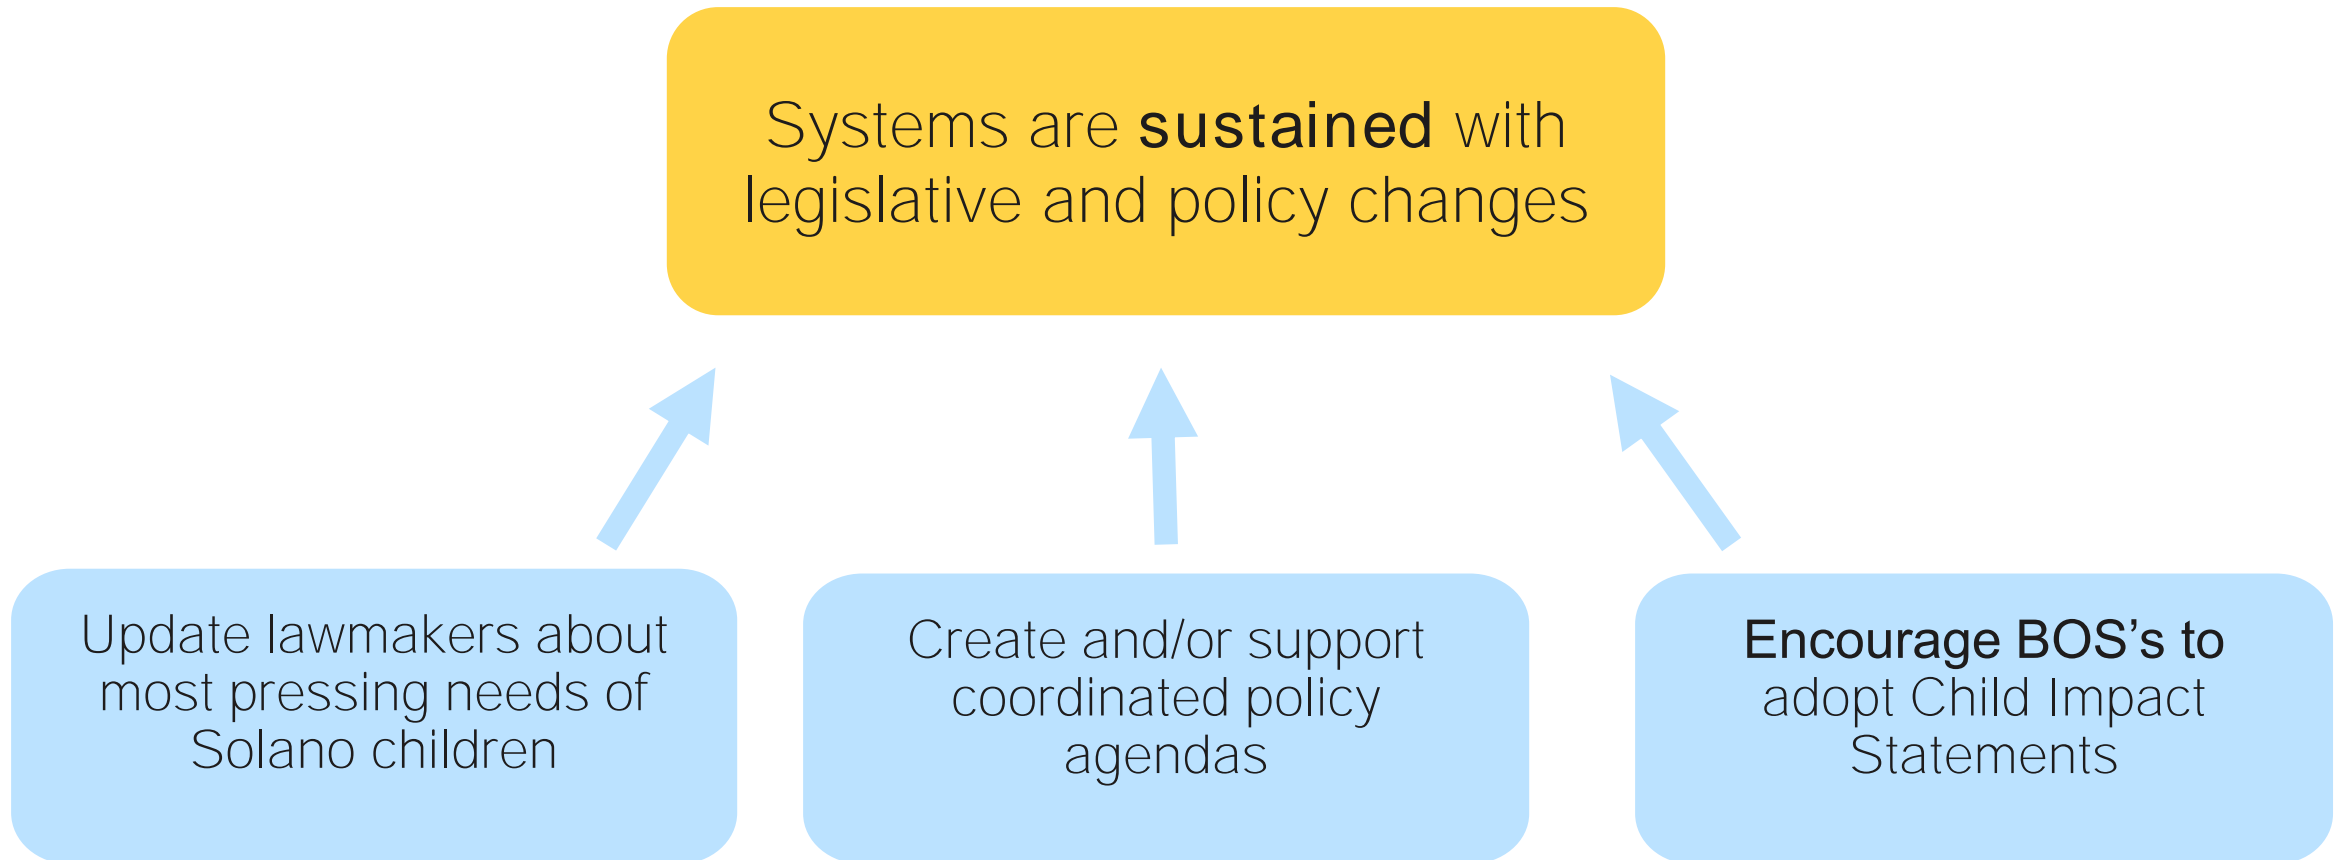 Systems are sustained with
legislative and policy changes
Update lawmakers about
most pressing needs of
Solano children
Create and/or support
coordinated policy
agendas
Encourage BOS’s to
adopt Child Impact
Statements